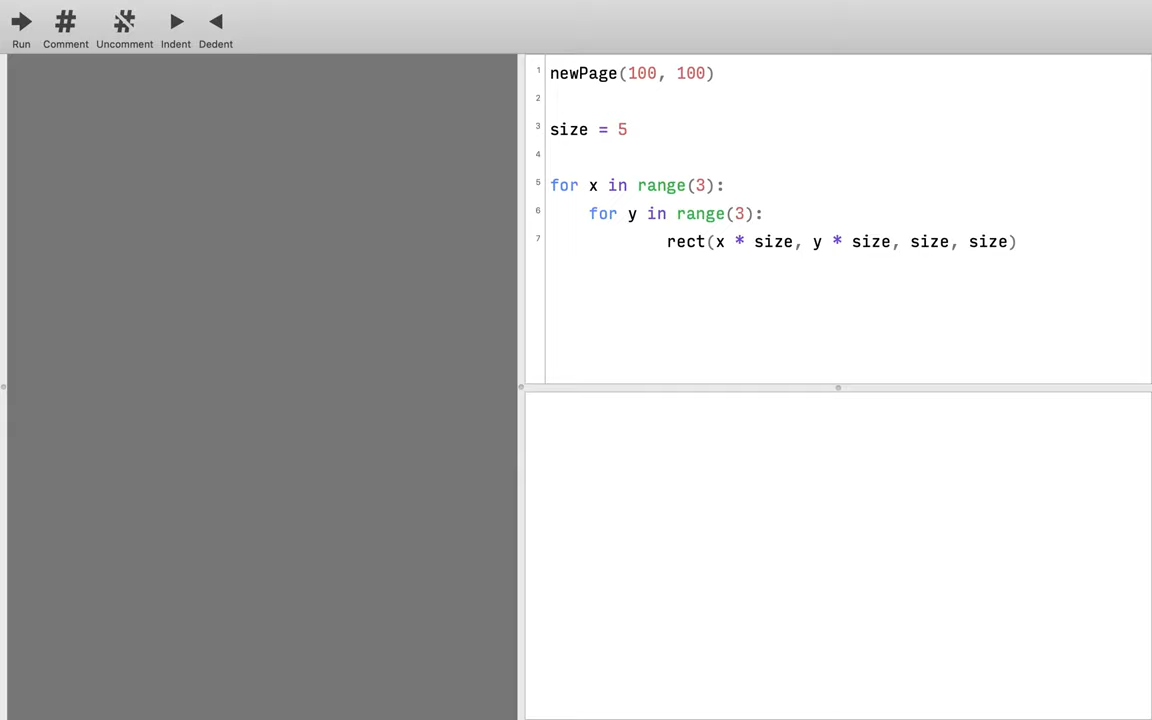 Run Comment Uncomment Indent Dedent
1 newPage(100, 100)
2
3 size = 5
4
5 for x in range(3):
6     for y in range(3):
7             rect(x * size, y * size, size, size)